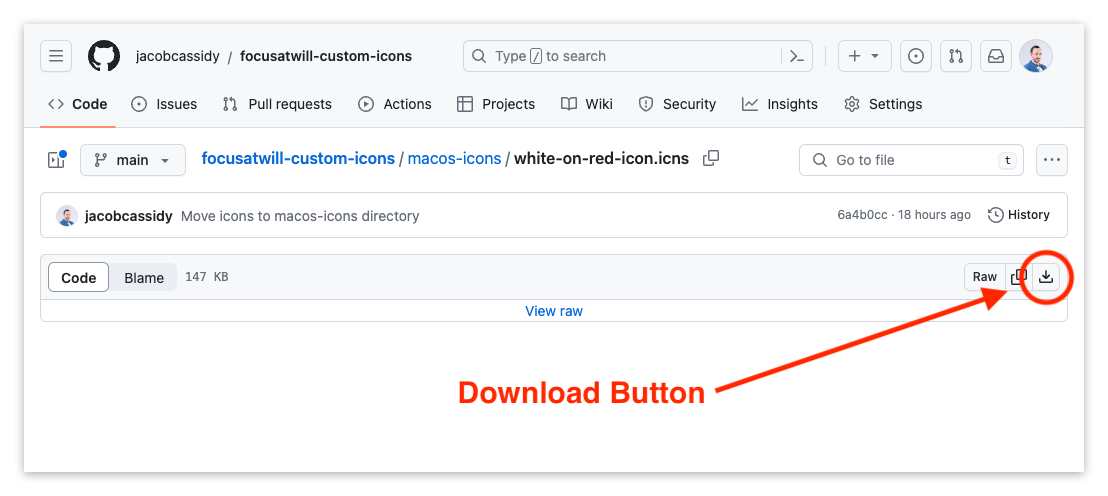 jacobcassidy / focusatwill-custom-icons
Type / to search
Code Issues Pull requests Actions Projects Wiki Security Insights Settings
main focusatwill-custom-icons / macos-icons / white-on-red-icon.icns Go to file t
jacobcassidy Move icons to macos-icons directory 6a4b0cc · 18 hours ago History
Code Blame 147 KB Raw
View raw
Download Button